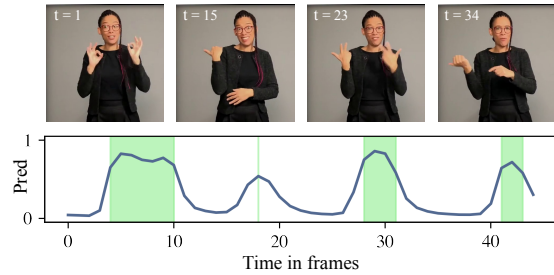 t = 1
t = 15
t = 23
t = 34
1
Pred
0
0 10 20 30 40
Time in frames